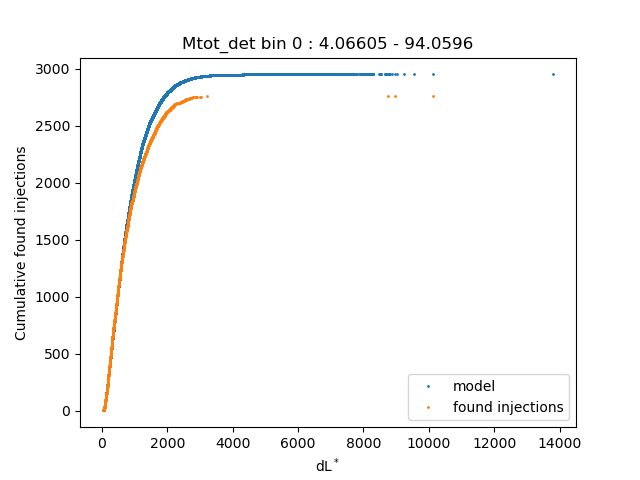 Mtot_det bin 0 : 4.06605 - 94.0596
3000
2500
2000
1500
1000
500
0
Cumulative found injections
0 2000 4000 6000 8000 10000 12000 14000
dL*
model
found injections